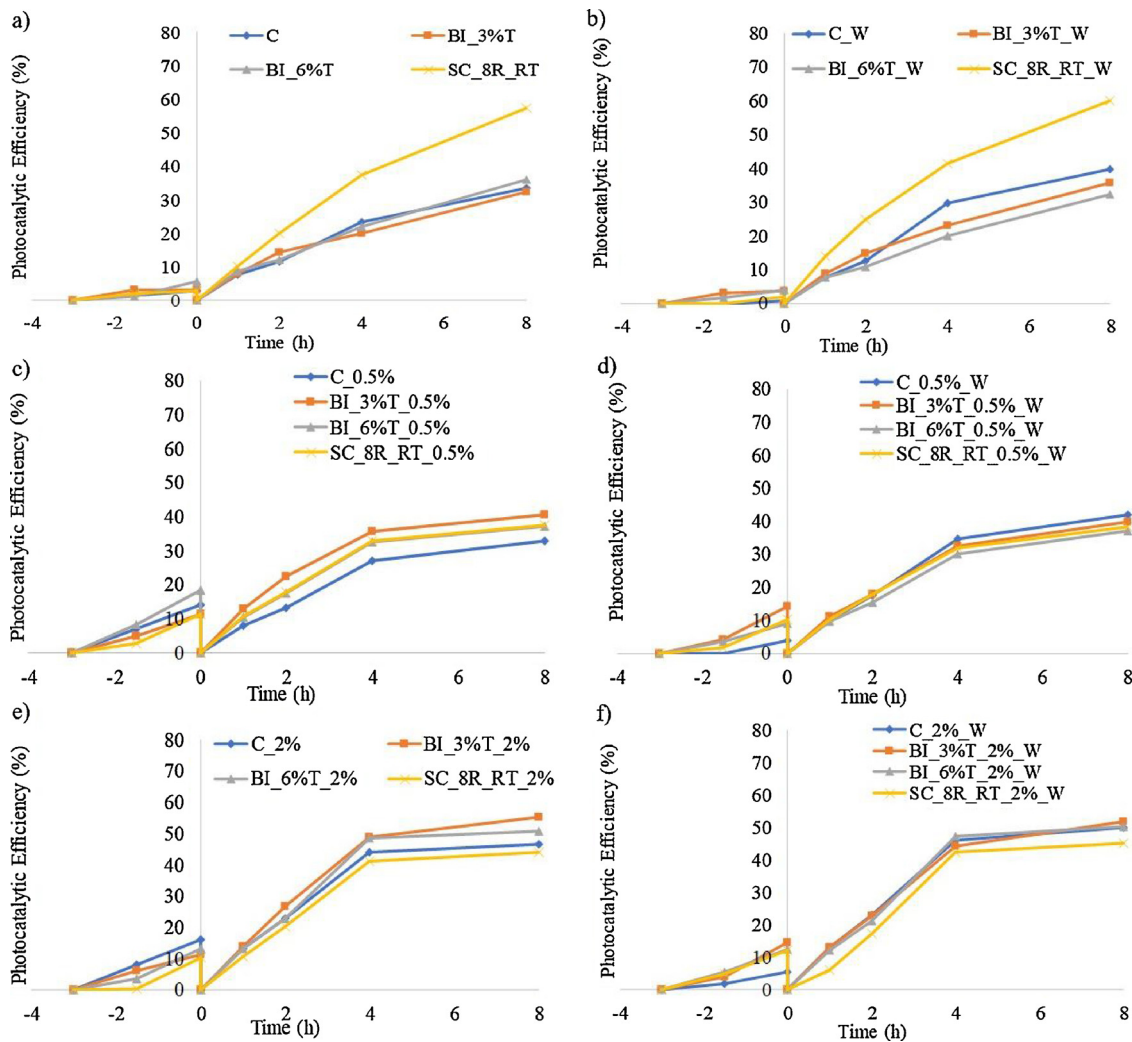 a)
Photocatalytic Efficiency (%)
80
70
60
50
40
30
20
10
0
C
BI_3%T
BI_6%T
SC_8R_RT
-4 -2 0 2 4 6 8
Time (h)
b)
Photocatalytic Efficiency (%)
80
70
60
50
40
30
20
10
0
C_W
BI_3%T_W
BI_6%T_W
SC_8R_RT_W
-4 -2 0 2 4 6 8
Time (h)
c)
Photocatalytic Efficiency (%)
80
70
60
50
40
30
20
10
0
C_0.5%
BI_3%T_0.5%
BI_6%T_0.5%
SC_8R_RT_0.5%
-4 -2 0 2 4 6 8
Time (h)
d)
Photocatalytic Efficiency (%)
80
70
60
50
40
30
20
10
0
C_0.5%_W
BI_3%T_0.5%_W
BI_6%T_0.5%_W
SC_8R_RT_0.5%_W
-4 -2 0 2 4 6 8
Time (h)
e)
Photocatalytic Efficiency (%)
80
70
60
50
40
30
20
10
0
C_2%
BI_3%T_2%
BI_6%T_2%
SC_8R_RT_2%
-4 -2 0 2 4 6 8
Time (h)
f)
Photocatalytic Efficiency (%)
80
70
60
50
40
30
20
10
0
C_2%_W
BI_3%T_2%_W
BI_6%T_2%_W
SC_8R_RT_2%_W
-4 -2 0 2 4 6 8
Time (h)